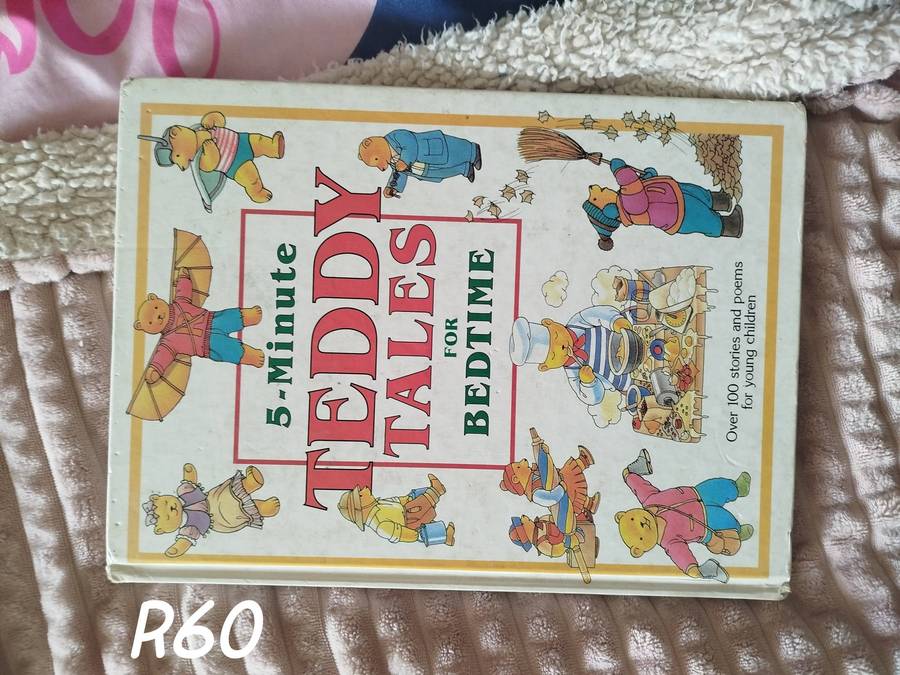 5-Minute
TEDDY
TALES
FOR
BEDTIME
Over 100 stories and poems
for young children
R60